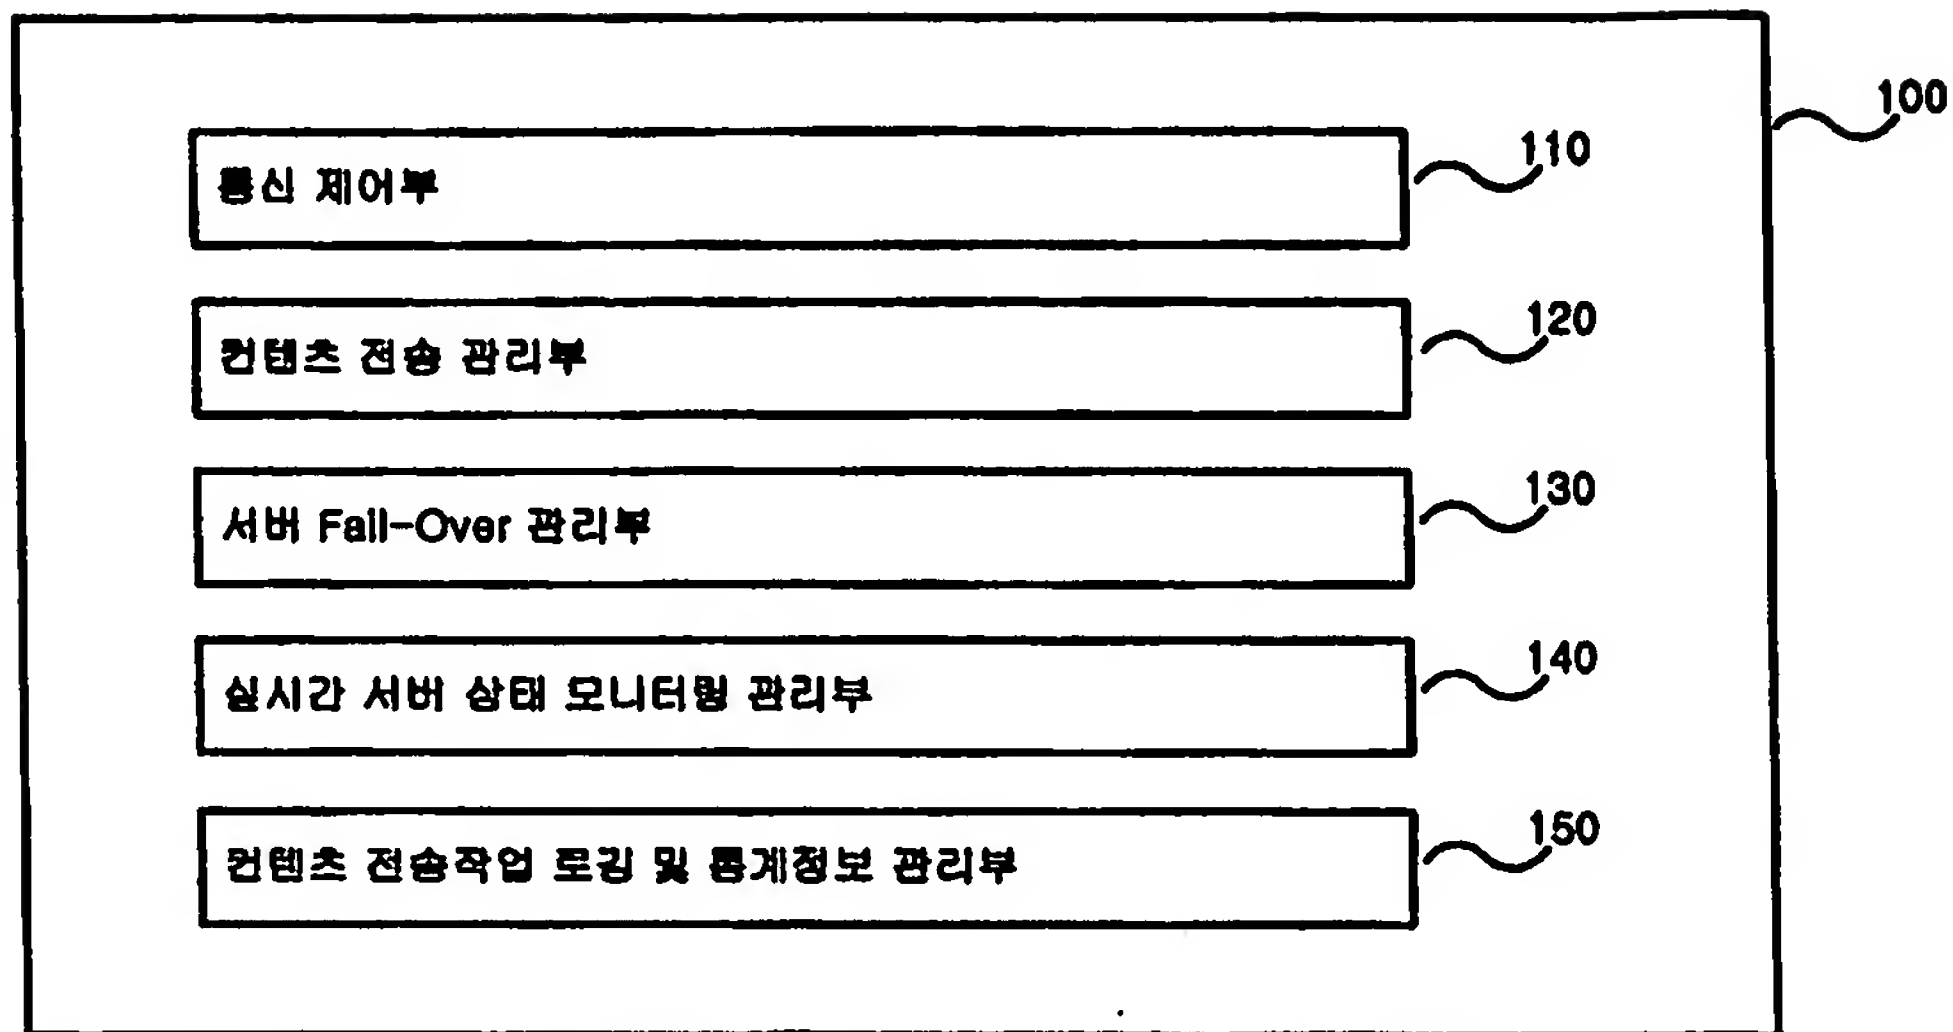 100
통신 제어부
110
컨텐츠 전송 관리부
120
서버 Fail-Over 관리부
130
실시간 서버 상태 모니터링 관리부
140
컨텐츠 전송작업 로깅 및 통계정보 관리부
150